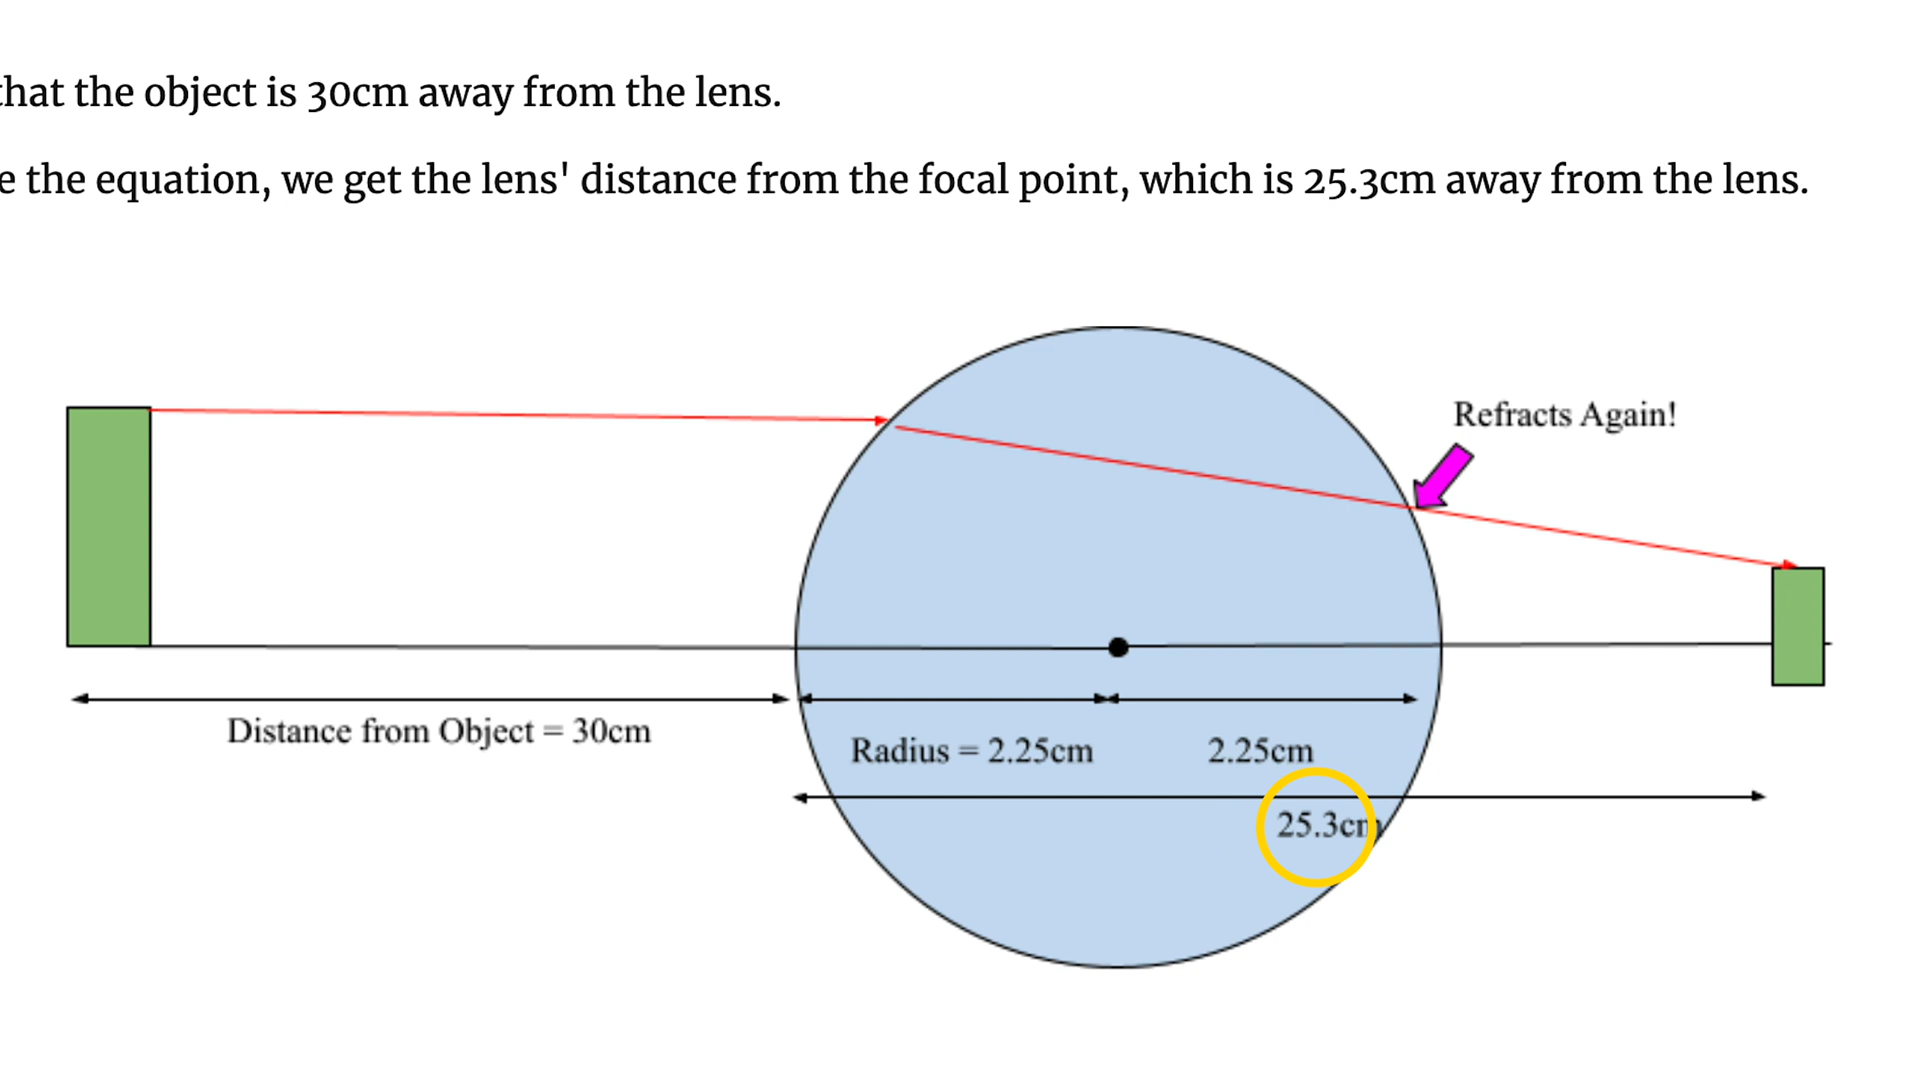 that the object is 30cm away from the lens.
e the equation, we get the lens' distance from the focal point, which is 25.3cm away from the lens.
Refracts Again!
Distance from Object = 30cm
Radius = 2.25cm
2.25cm
25.3cm